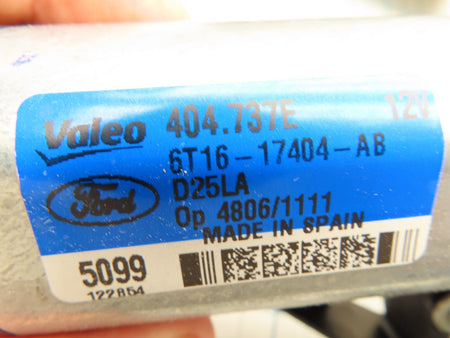 Valeo 404.737E 12V
6T16-17404-AB
D25LA
Ford
Op 4806/1111
MADE IN SPAIN
5099
122854